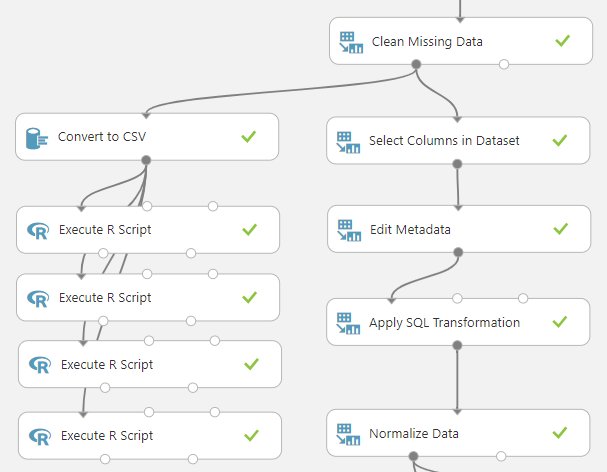 Clean Missing Data
Convert to CSV
Select Columns in Dataset
Execute R Script
Edit Metadata
Execute R Script
Apply SQL Transformation
Execute R Script
Execute R Script
Normalize Data